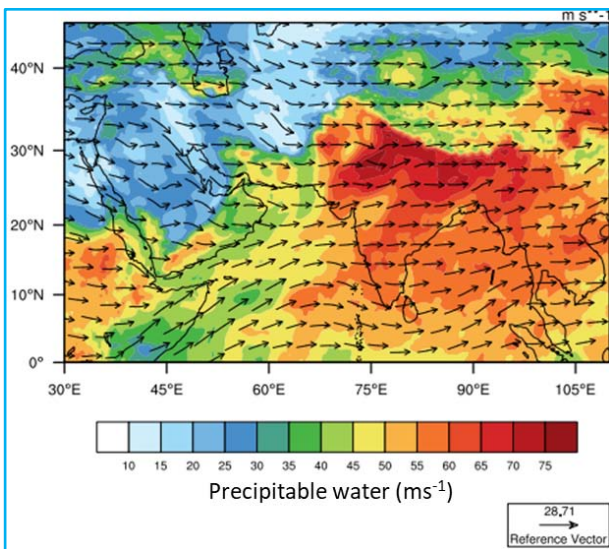 m s**-1
40°N
30°N
20°N
10°N
0°
30°E 45°E 60°E 75°E 90°E 105°E
10 15 20 25 30 35 40 45 50 55 60 65 70 75
Precipitable water (ms-1)
28.71
Reference Vector